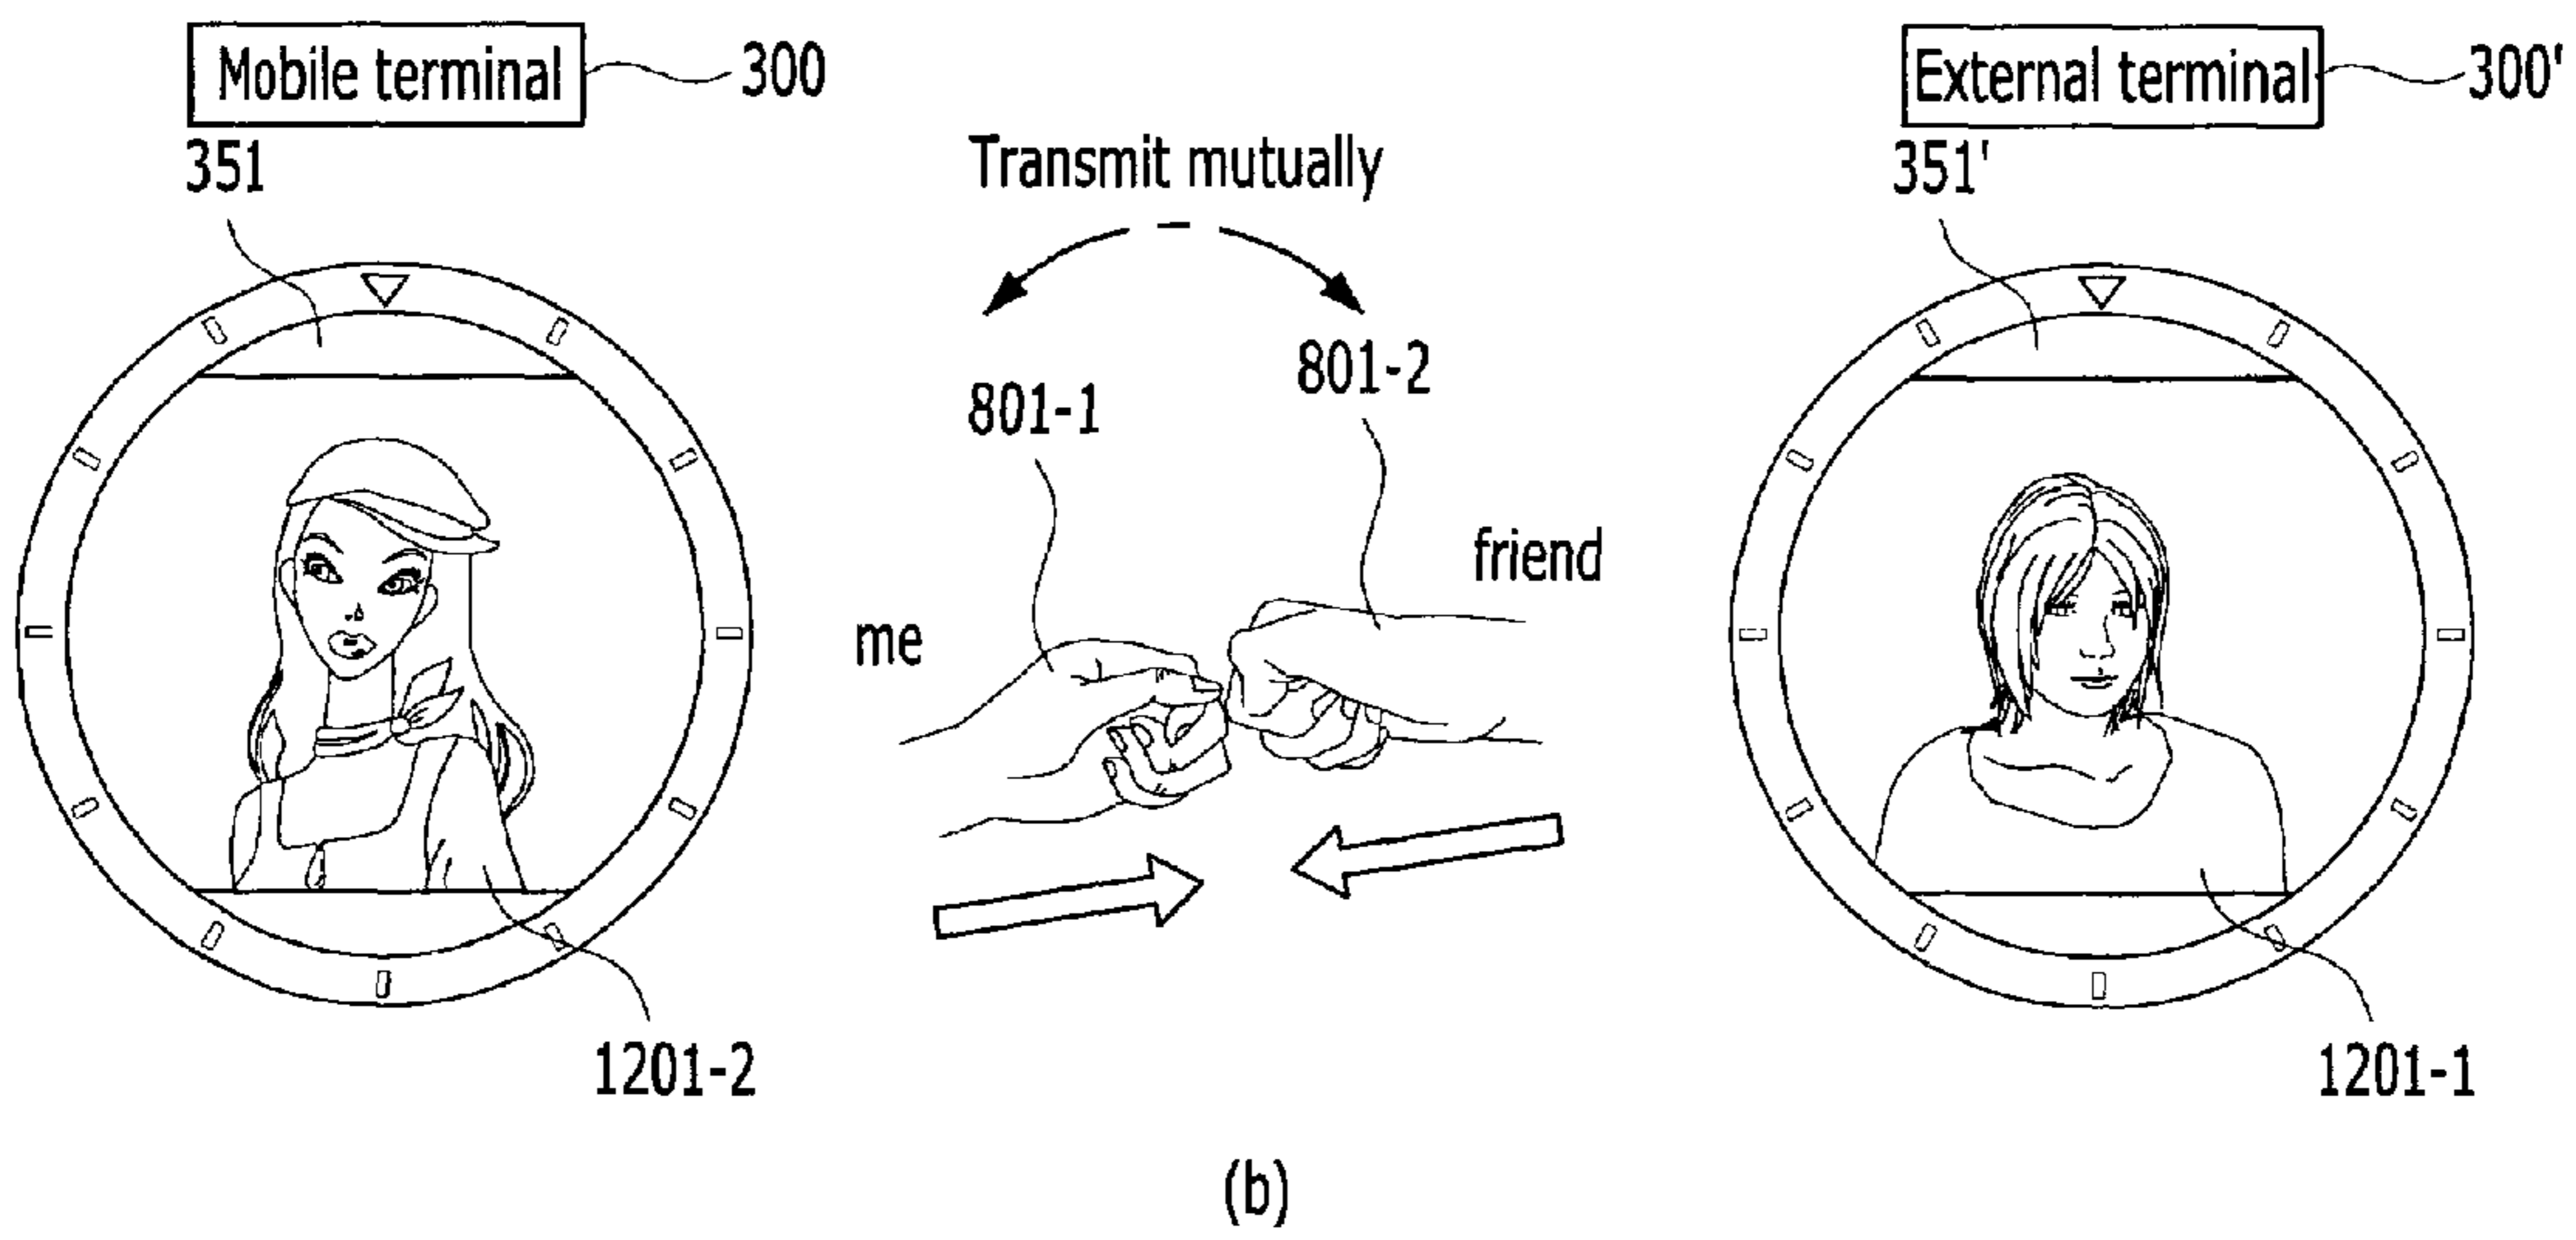 Mobile terminal 300
External terminal 300'
351
Transmit mutually
351'
801-1
801-2
friend
me
1201-2
1201-1
(b)